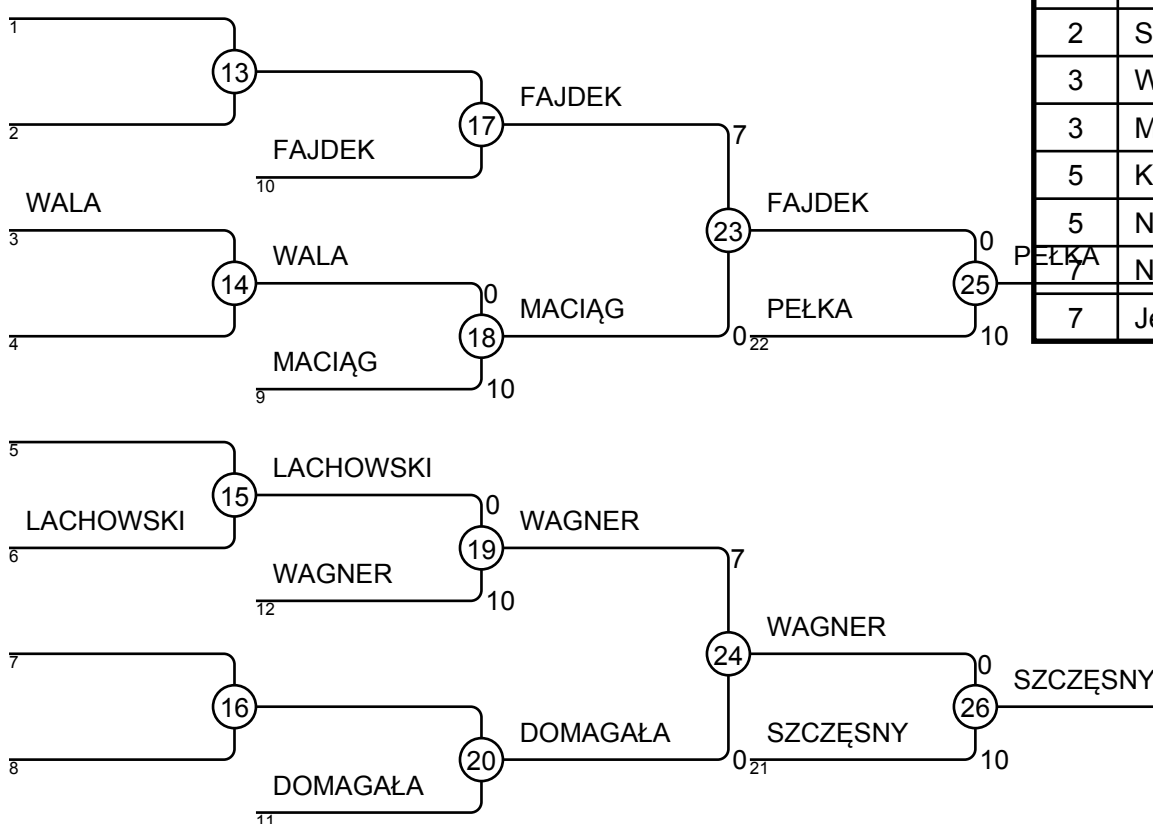 1
2 S
13
3 W
FAJDEK
17
7
3 M
2
FAJDEK
10
5 K
WALA
3
FAJDEK
5 N
23
0
WALA
PEŁKA
7 N
14
25
0
MACIĄG
PEŁKA
7 Je
4
18
0
22
10
MACIĄG
9
10
5
LACHOWSKI
15
0
LACHOWSKI
WAGNER
6
19
7
WAGNER
12
10
WAGNER
7
24
0
SZCZĘSNY
16
26
DOMAGAŁA
SZCZĘSNY
8
20
0
21
10
DOMAGAŁA
11